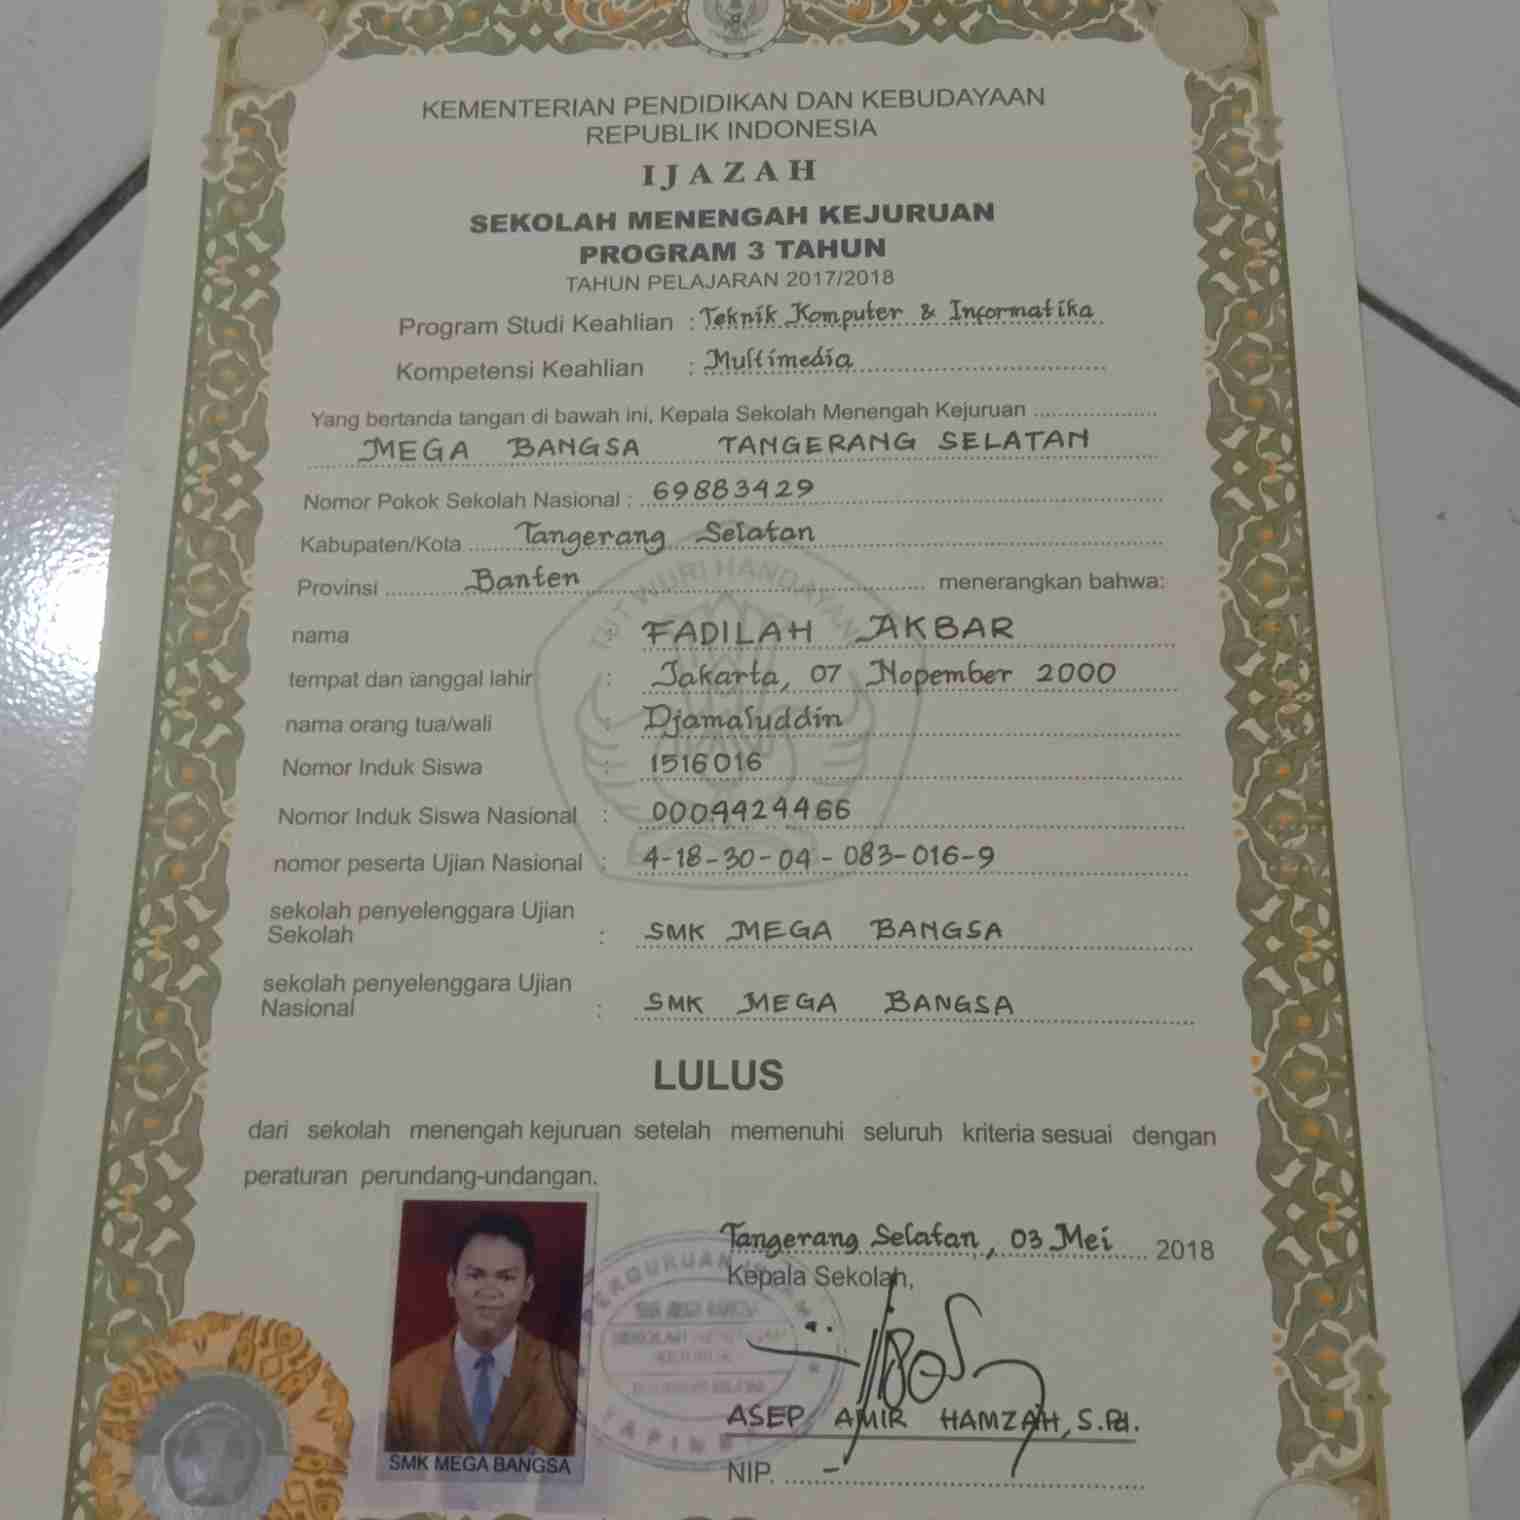 KEMENTERIAN PENDIDIKAN DAN KEBUDAYAAN
REPUBLIK INDONESIA
IJAZAH
SEKOLAH MENENGAH KEJURUAN
PROGRAM 3 TAHUN
TAHUN PELAJARAN 2017/2018
Program Studi Keahlian : Teknik Komputer & Informatika
Kompetensi Keahlian : Multimedia
Yang bertanda tangan di bawah ini, Kepala Sekolah Menengah Kejuruan
MEGA BANGSA TANGERANG SELATAN
Nomor Pokok Sekolah Nasional : 69883429
Kabupaten/Kota Tangerang Selatan
Provinsi Banten menerangkan bahwa:
TUT WURI HANDAYANI
nama : FADILAH AKBAR
tempat dan tanggal lahir : Jakarta, 07 Nopember 2000
nama orang tua/wali : Djamaluddin
Nomor Induk Siswa : 1516016
Nomor Induk Siswa Nasional : 0009424466
nomor peserta Ujian Nasional : 4-18-30-04-083-016-9
sekolah penyelenggara Ujian
Sekolah : SMK MEGA BANGSA
sekolah penyelenggara Ujian
Nasional : SMK MEGA BANGSA
LULUS
dari sekolah menengah kejuruan setelah memenuhi seluruh kriteria sesuai dengan
peraturan perundang-undangan.
Tangerang Selatan, 03 Mei 2018
Kepala Sekolah,
ASEP AMIR HAMZAH, S.Pd.
NIP. -
SMK MEGA BANGSA